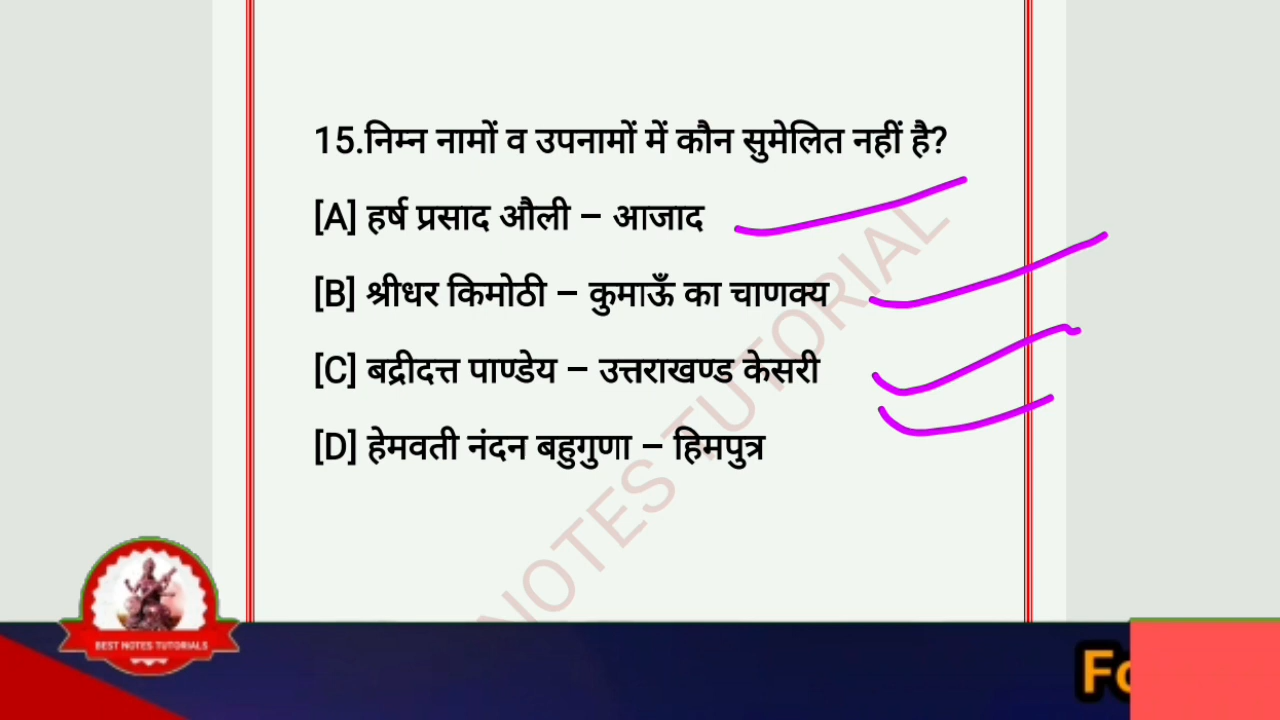 15.निम्न नामों व उपनामों में कौन सुमेलित नहीं है?
[A] हर्ष प्रसाद औली – आजाद
[B] श्रीधर किमोठी – कुमाऊँ का चाणक्य
[C] बद्रीदत्त पाण्डेय – उत्तराखण्ड केसरी
[D] हेमवती नंदन बहुगुणा – हिमपुत्र
NOTES TUTORIAL
BEST NOTES TUTORIALS